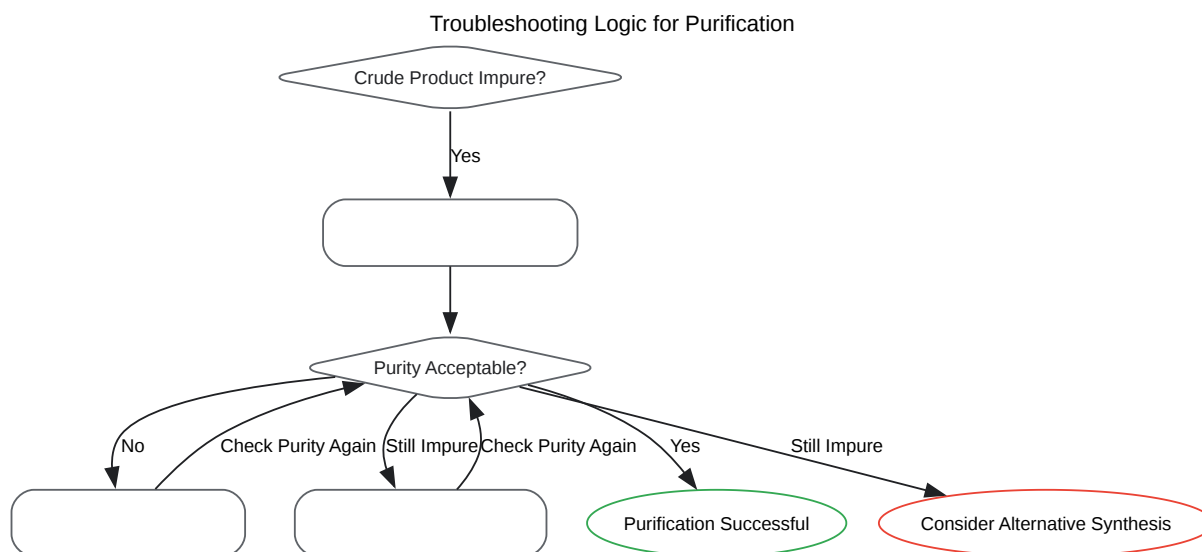 Troubleshooting Logic for Purification
Crude Product Impure?
Yes
Purity Acceptable?
No
Check Purity Again
Still Impure
Check Purity Again
Yes
Still Impure
Purification Successful
Consider Alternative Synthesis